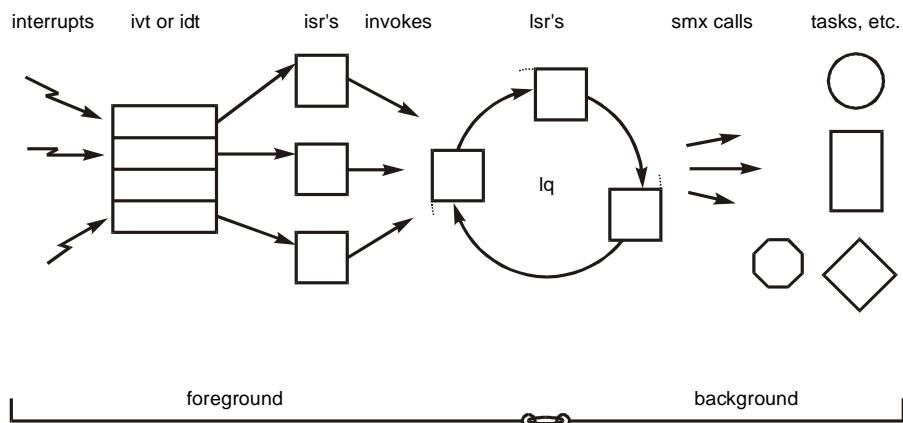 interrupts ivt or idt isr's invokes lsr's smx calls tasks, etc.
lq
foreground background